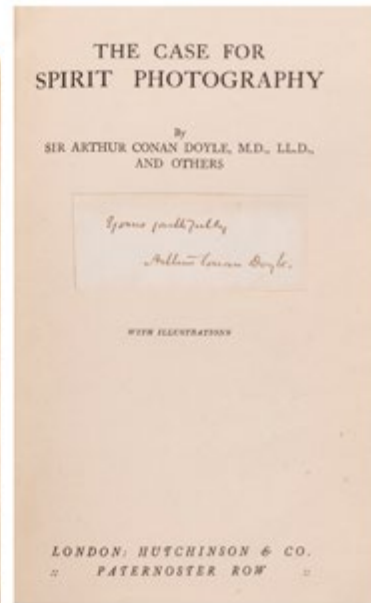 THE CASE FOR
SPIRIT PHOTOGRAPHY
By
SIR ARTHUR CONAN DOYLE, M.D., LL.D.,
AND OTHERS
Yours faithfully
Arthur Conan Doyle.
WITH ILLUSTRATIONS
LONDON: HUTCHINSON & CO.
:: PATERNOSTER ROW ::